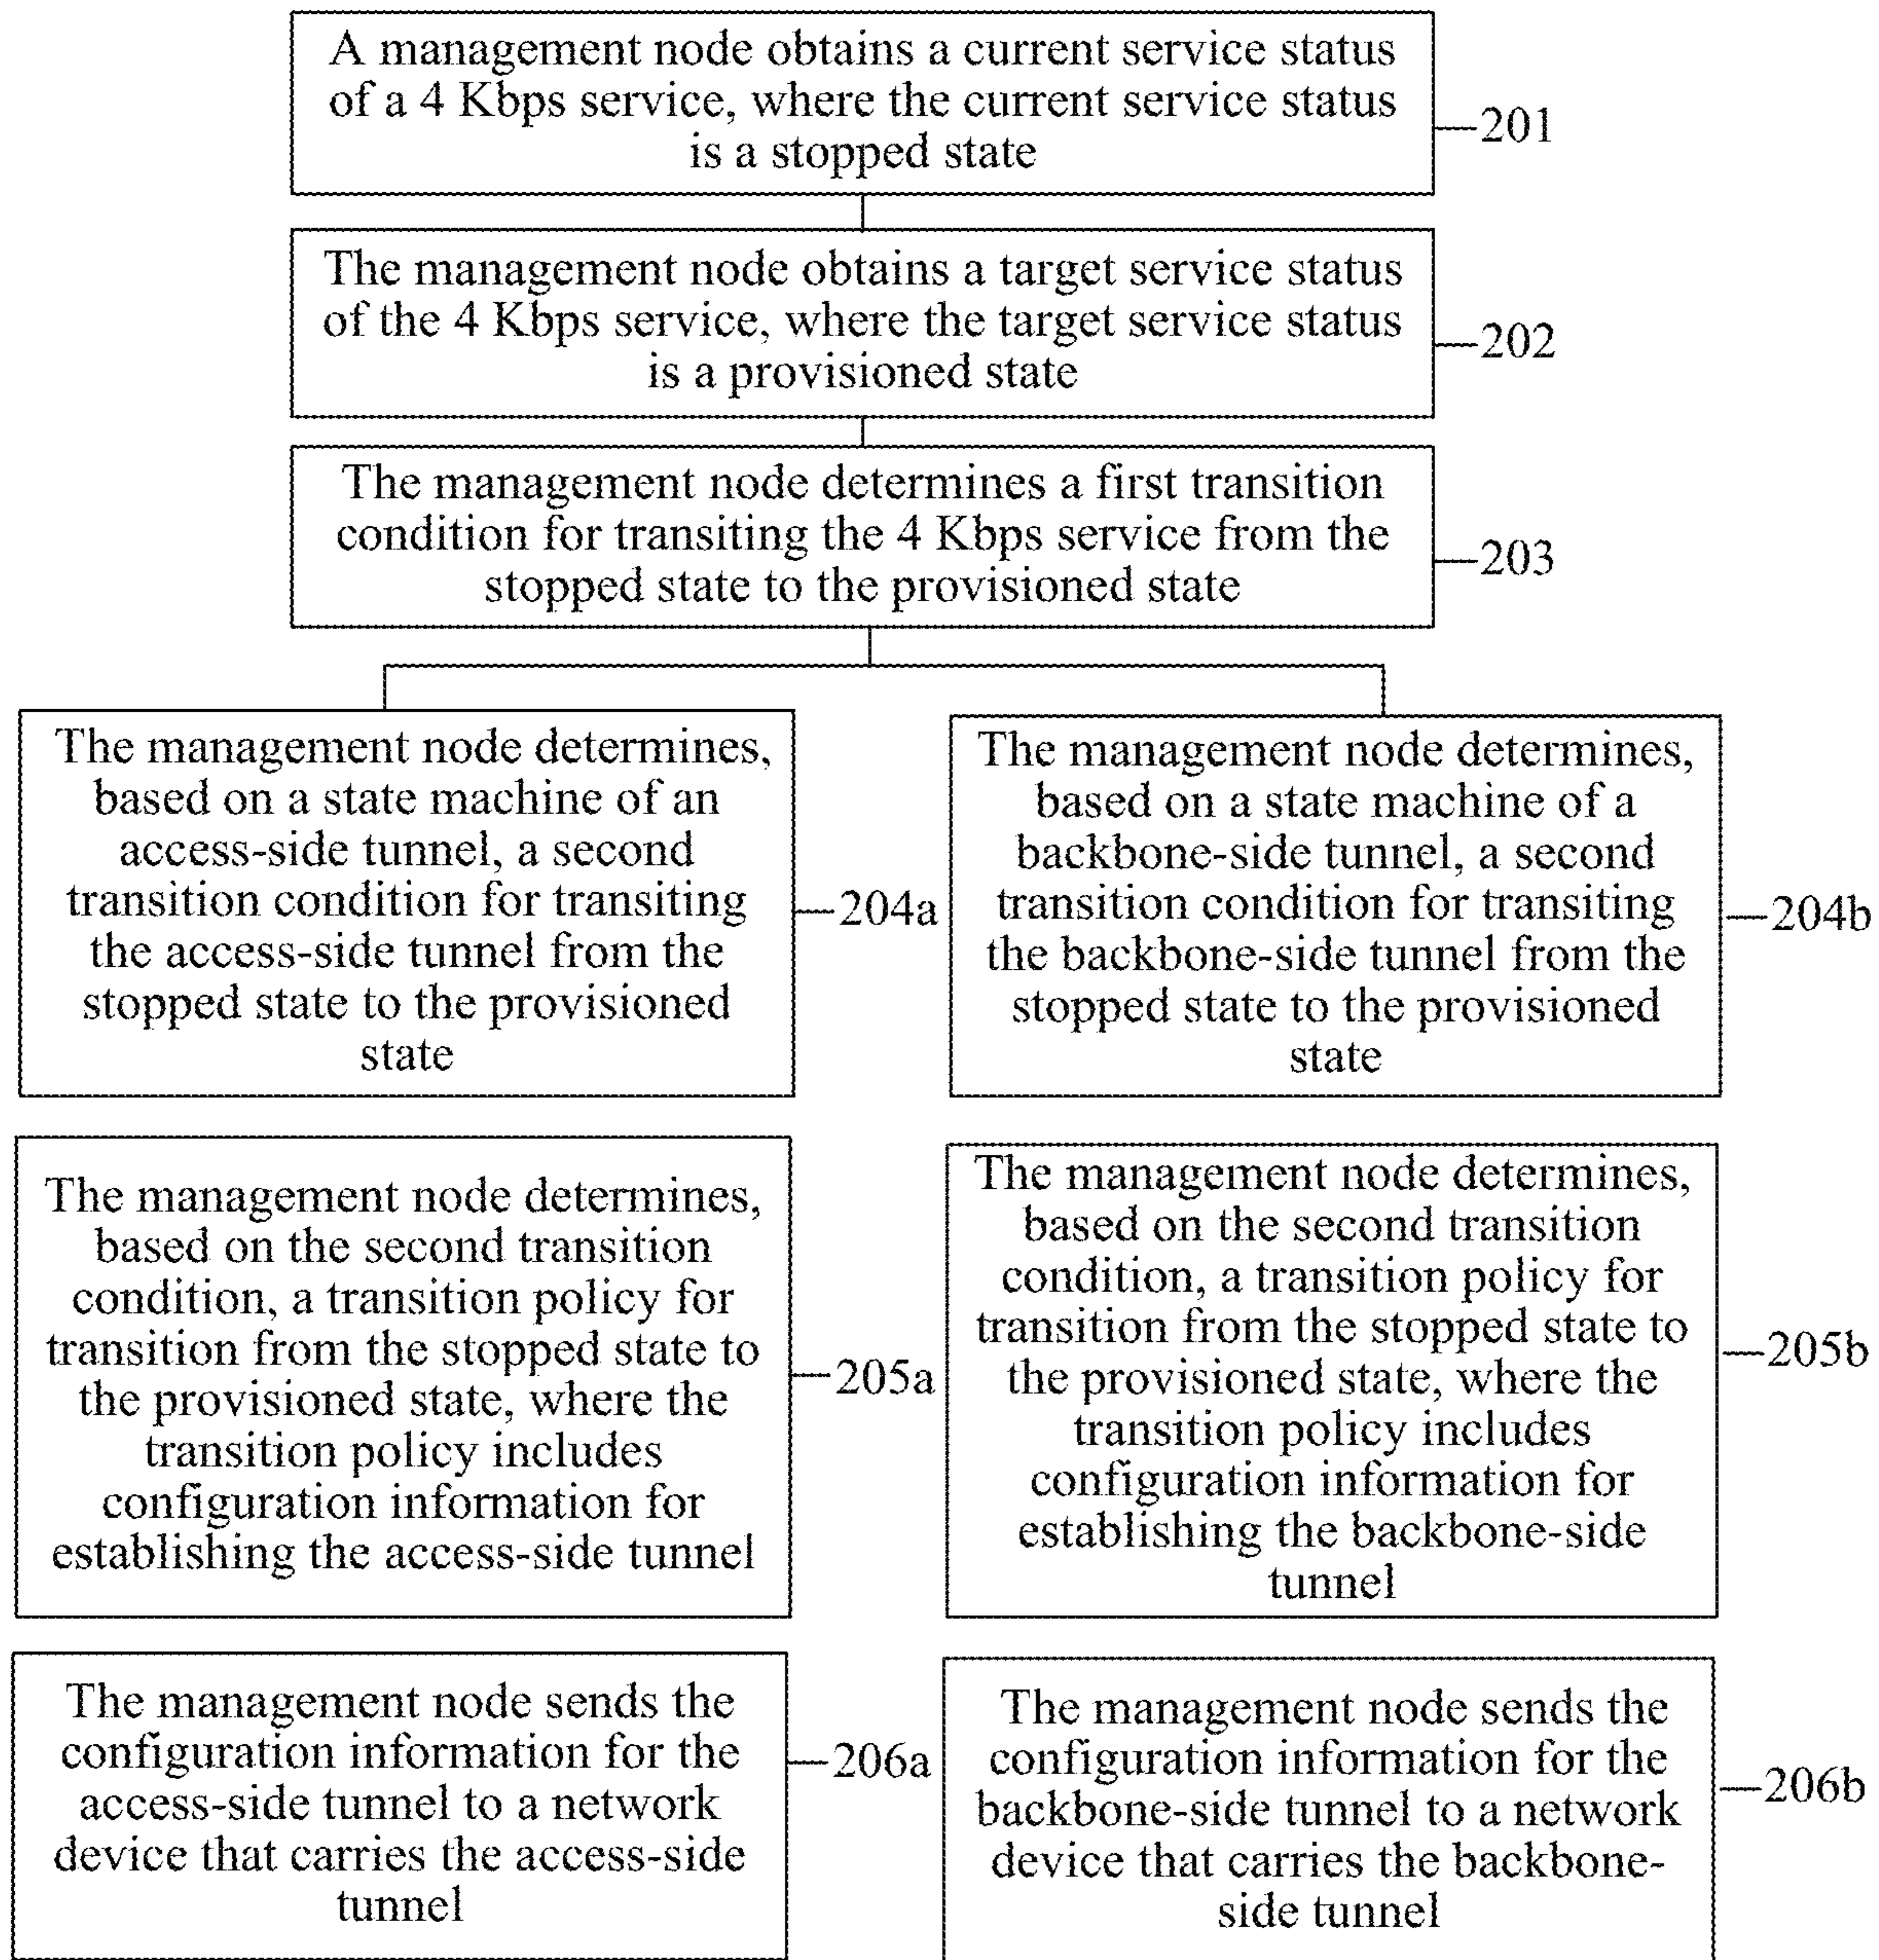 A management node obtains a current service status
of a 4 Kbps service, where the current service status
is a stopped state
201
The management node obtains a target service status
of the 4 Kbps service, where the target service status
is a provisioned state
202
The management node determines a first transition
condition for transiting the 4 Kbps service from the
stopped state to the provisioned state
203
The management node determines,
based on a state machine of an
access-side tunnel, a second
transition condition for transiting
the access-side tunnel from the
stopped state to the provisioned
state
204a
The management node determines,
based on a state machine of a
backbone-side tunnel, a second
transition condition for transiting
the backbone-side tunnel from the
stopped state to the provisioned
state
204b
The management node determines,
based on the second transition
condition, a transition policy for
transition from the stopped state to
the provisioned state, where the
transition policy includes
configuration information for
establishing the access-side tunnel
205a
The management node determines,
based on the second transition
condition, a transition policy for
transition from the stopped state to
the provisioned state, where the
transition policy includes
configuration information for
establishing the backbone-side
tunnel
205b
The management node sends the
configuration information for the
access-side tunnel to a network
device that carries the access-side
tunnel
206a
The management node sends the
configuration information for the
backbone-side tunnel to a network
device that carries the backbone-
side tunnel
206b